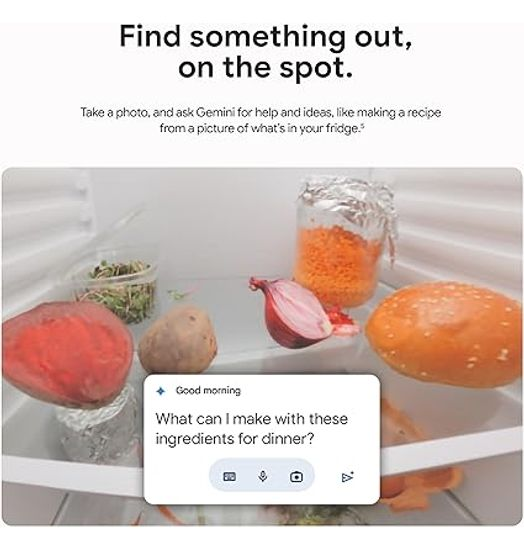 Find something out,
on the spot.
Take a photo, and ask Gemini for help and ideas, like making a recipe
from a picture of what's in your fridge.⁵
Good morning
What can I make with these
ingredients for dinner?